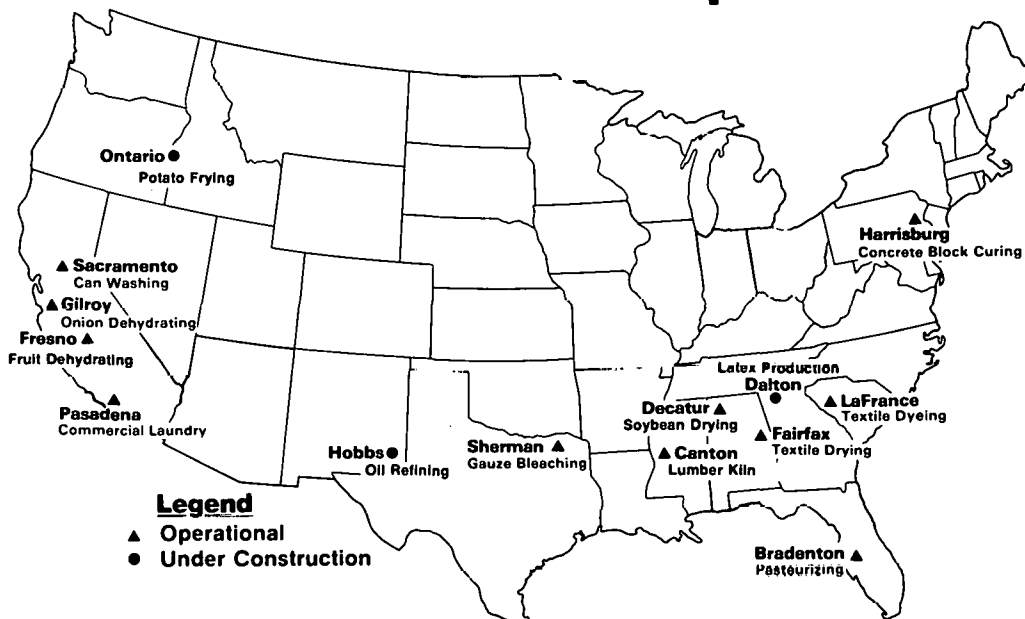 Ontario
Potato Frying
Harrisburg
Concrete Block Curing
Sacramento
Can Washing
Gilroy
Onion Dehydrating
Fresno
Fruit Dehydrating
Pasadena
Commercial Laundry
Latex Production
Dalton
LaFrance
Textile Dyeing
Decatur
Soybean Drying
Fairfax
Textile Drying
Canton
Lumber Kiln
Sherman
Gauze Bleaching
Hobbs
Oil Refining
Legend
Operational
Under Construction
Bradenton
Pasteurizing